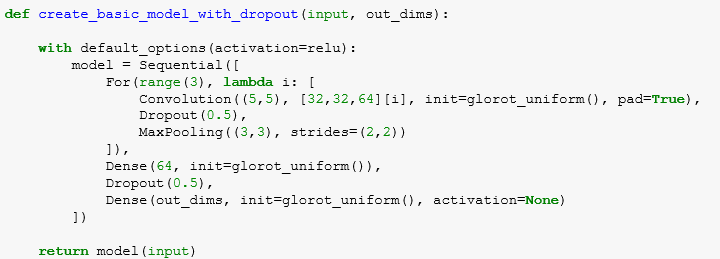 def create_basic_model_with_dropout(input, out_dims):

    with default_options(activation=relu):
        model = Sequential([
            For(range(3), lambda i: [
                Convolution((5,5), [32,32,64][i], init=glorot_uniform(), pad=True),
                Dropout(0.5),
                MaxPooling((3,3), strides=(2,2))
            ]),
            Dense(64, init=glorot_uniform()),
            Dropout(0.5),
            Dense(out_dims, init=glorot_uniform(), activation=None)
        ])

    return model(input)